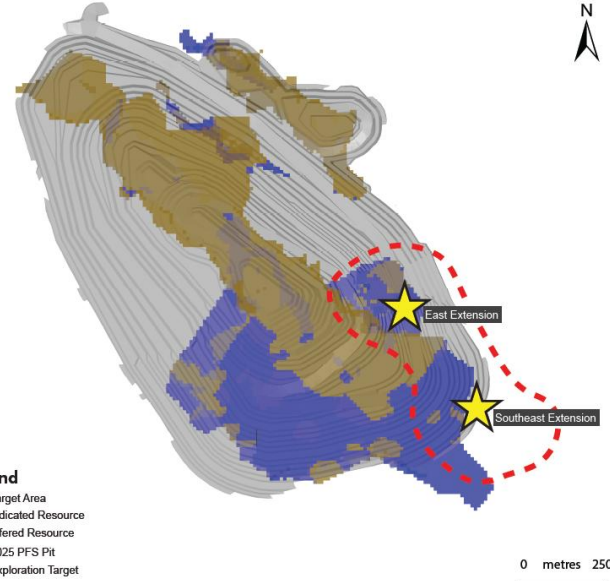 N
East Extension
Southeast Extension
nd
arget Area
dicated Resource
ferred Resource
025 PFS Pit
xploration Target
0 metres 250